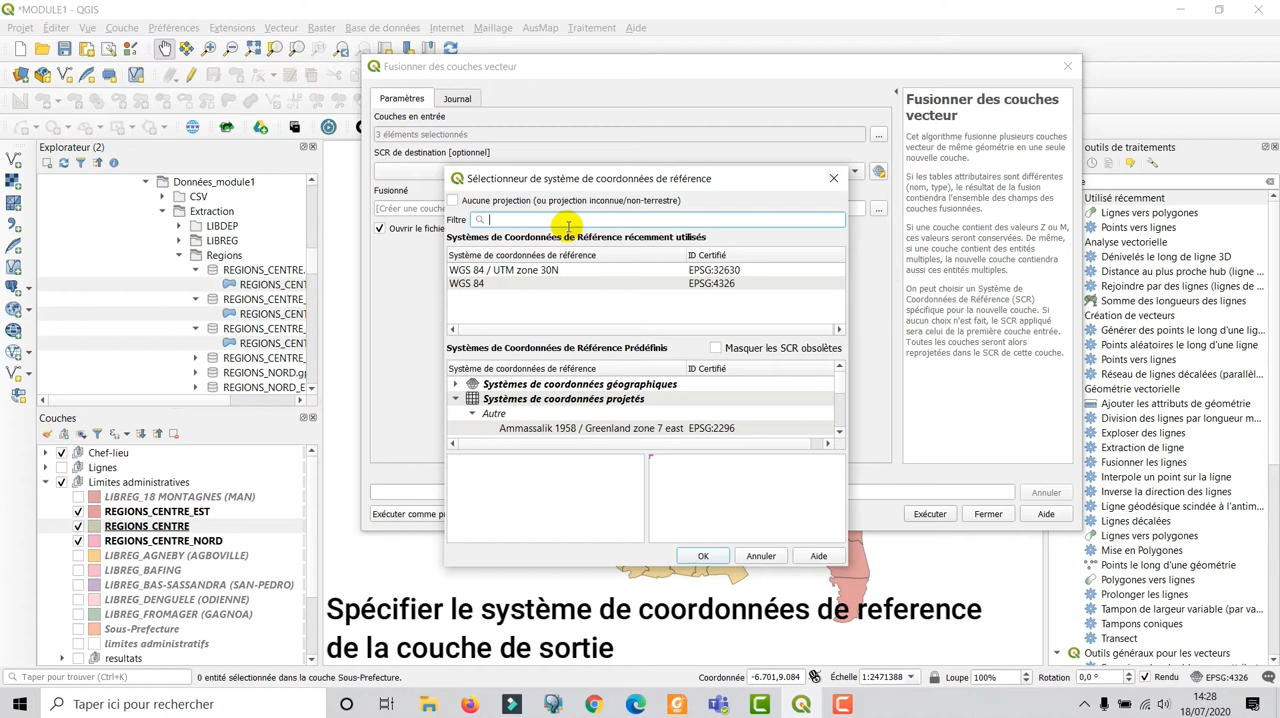 *MODULE1 - QGIS
Projet Éditer Vue Couche Préférences Extensions Vecteur Raster Base de données Internet Maillage AusMap Traitement Aide
Fusionner des couches vecteur
Paramètres Journal
Couches en entrée
3 éléments selectionnés
...
SCR de destination [optionnel]
Fusionné
[Créer une couche
...
Ouvrir le fichie
Exécuter comme pr
Annuler
Exécuter Fermer Aide
Fusionner des couches
vecteur
Cet algorithme fusionne plusieurs couches
vecteur de même géométrie en une seule
nouvelle couche.
Si les tables attributaires sont différentes
(nom, type), le résultat de la fusion
contiendra l'ensemble des champs des
couches fusionnées.
Si une couche contient des valeurs Z ou M,
ces valeurs seront conservées. De même,
si une couche contient des entités
multiples, la nouvelle couche contiendra
aussi ces entités multiples.
On peut choisir un Système de
Coordonnées de Référence (SCR)
spécifique pour la nouvelle couche. Si
aucun choix n'est fait, le SCR appliqué
sera celui de la première couche entrée.
Toutes les couches seront alors
reprojetées dans le SCR de cette couche.
Sélectionneur de système de coordonnées de référence
Aucune projection (ou projection inconnue/non-terrestre)
Filtre
Systèmes de Coordonnées de Référence récemment utilisés
Système de coordonnées de référence ID Certifié
WGS 84 / UTM zone 30N EPSG:32630
WGS 84 EPSG:4326
Systèmes de Coordonnées de Référence Prédéfinis Masquer les SCR obsolètes
Système de coordonnées de référence ID Certifié
Systèmes de coordonnées géographiques
Systèmes de coordonnées projetés
Autre
Ammassalik 1958 / Greenland zone 7 east EPSG:2296
OK Annuler Aide
Explorateur (2)
Données_module1
CSV
Extraction
LIBDEP
LIBREG
Regions
REGIONS_CENTRE.
REGIONS_CENT
REGIONS_CENTRE_
REGIONS_CENT
REGIONS_CENTRE_
REGIONS_CENT
REGIONS_CENTRE_
REGIONS_NORD.gp
REGIONS_NORD_E
Couches
Chef-lieu
Lignes
Limites administratives
LIBREG_18 MONTAGNES (MAN)
REGIONS_CENTRE_EST
REGIONS_CENTRE
REGIONS_CENTRE_NORD
LIBREG_AGNEBY (AGBOVILLE)
LIBREG_BAFING
LIBREG_BAS-SASSANDRA (SAN-PEDRO)
LIBREG_DENGUELE (ODIENNE)
LIBREG_FROMAGER (GAGNOA)
Sous-Prefecture
limites administratifs
resultats
outils de traitements
Utilisé récemment
Lignes vers polygones
Points vers lignes
Analyse vectorielle
Dénivelés le long d'une ligne 3D
Distance au plus proche hub (ligne
Rejointure par des lignes (lignes de
Somme des longueurs des lignes
Création de vecteurs
Générer des points le long d'une lig
Points aléatoires le long d'une ligne
Points vers lignes
Réseau de lignes décalées (parallèl
Géométrie vectorielle
Ajouter les attributs de géométrie
Division des lignes par longueur m
Exploser des lignes
Extraction de ligne
Fusionner les lignes
Interpole un point sur la ligne
Inverse la direction des lignes
Ligne géodésique scindée à l'antim
Lignes décalées
Lignes vers polygones
Mise en Polygones
Points le long d'une géométrie
Polygones vers lignes
Prolonger les lignes
Tampon de largeur variable (par va
Tampons coniques
Transect
Outils généraux pour les vecteurs
Spécifier le système de coordonnées de reference
de la couche de sortie
Taper pour trouver (Ctrl+K) 0 entité sélectionnée dans la couche Sous-Prefecture. Coordonnée -6.701,9.084 Échelle 1:2471388 Loupe 100% Rotation 0,0 ° Rendu EPSG:4326
Taper ici pour rechercher
14:28
18/07/2020